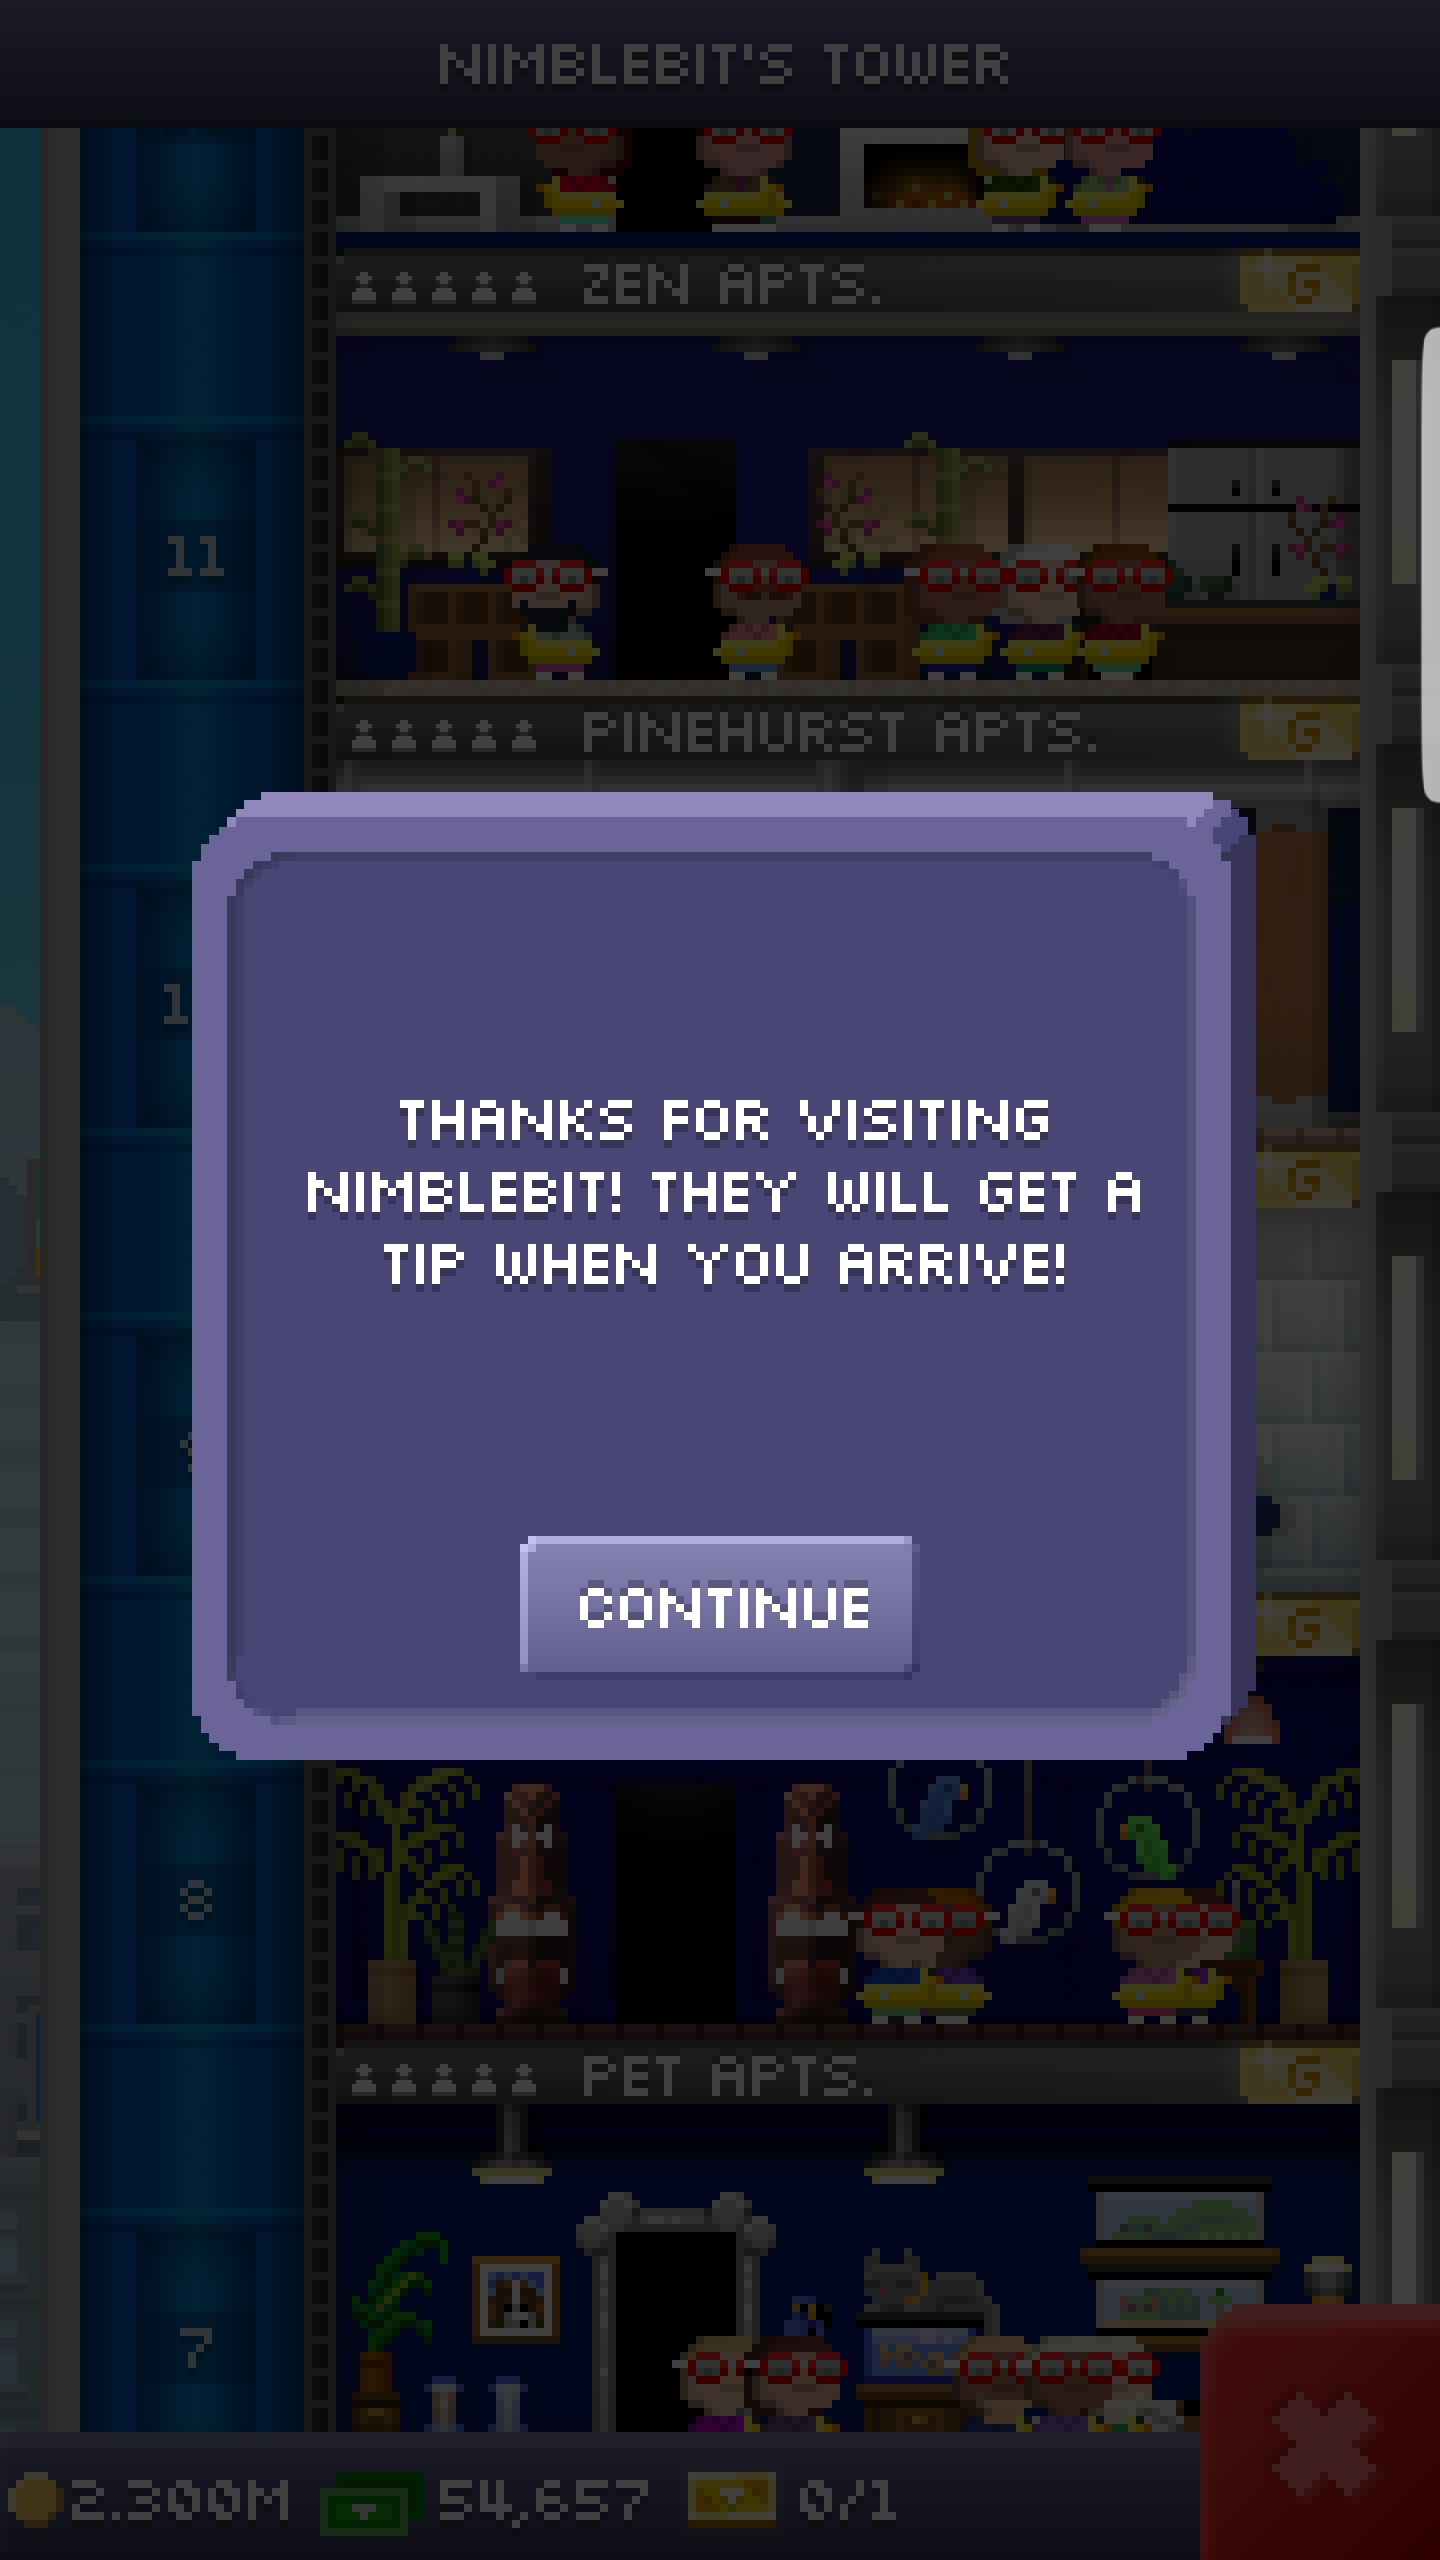 NIMBLEBIT'S TOWER
ZEN APTS. G
11
PINEHURST APTS. G
G
THANKS FOR VISITING
NIMBLEBIT! THEY WILL GET A
TIP WHEN YOU ARRIVE!
CONTINUE
G
8
PET APTS. G
7
2.300M 54,657 0/1